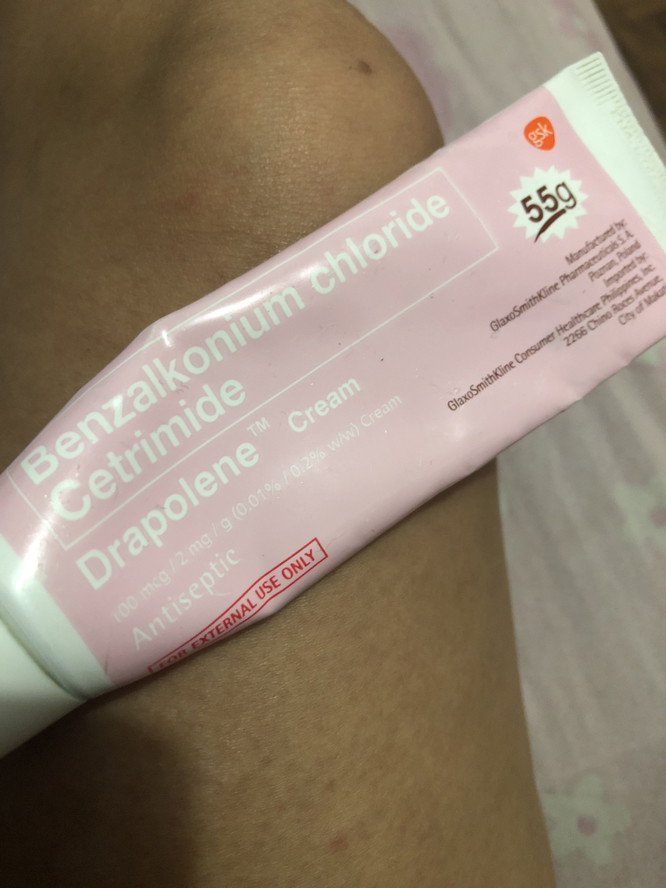 gsk
55g
Benzalkonium chloride
Cetrimide
Drapolene™ Cream
100 mcg / 2 mg / g (0.01% / 0.2% w/w) Cream
Antiseptic
FOR EXTERNAL USE ONLY
Manufactured by:
GlaxoSmithKline Pharmaceuticals S.A.
Poznan, Poland
Imported by:
GlaxoSmithKline Consumer Healthcare Philippines, Inc.
2266 Chino Roces Avenue,
City of